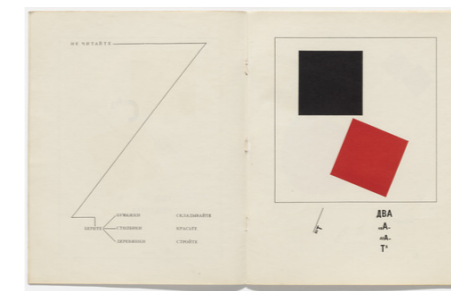 НЕ ЧИТАЙТЕ
БУМАЖКИ СКЛАДЫВАЙТЕ
БЕРИТЕ СТОЛБИКИ КРАСЬТЕ
ДЕРЕВЯШКИ СТРОЙТЕ
ДВА